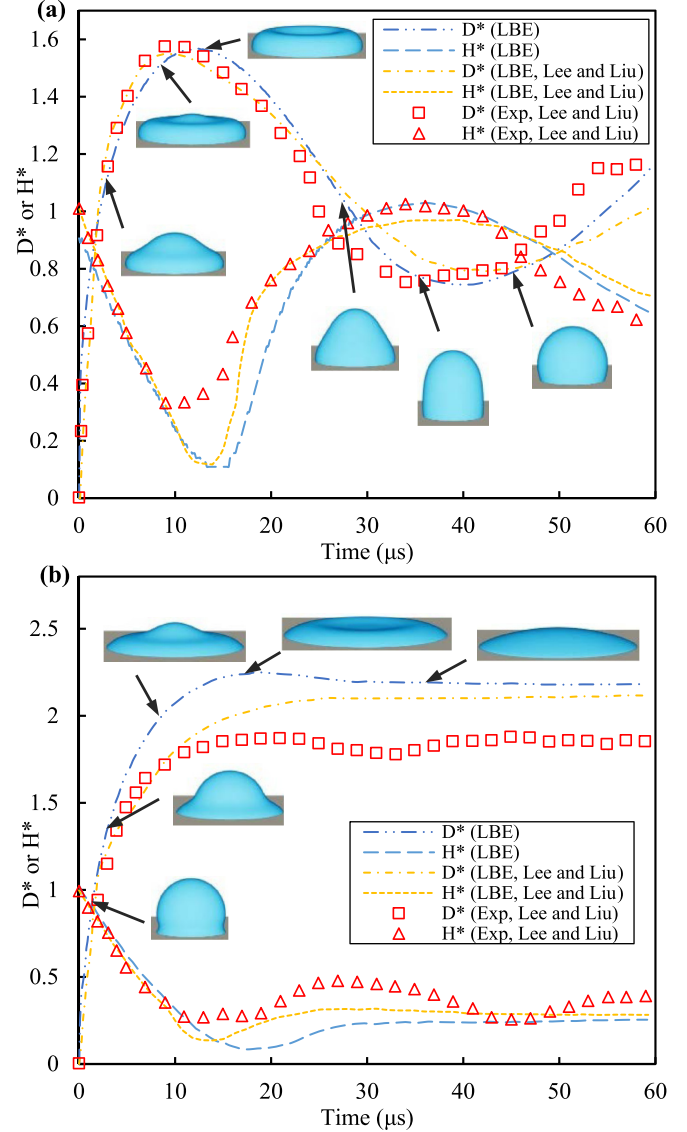 (a)
1.6
1.4
1.2
1
0.8
0.6
0.4
0.2
0
D* or H*
D* (LBE)
H* (LBE)
D* (LBE, Lee and Liu)
H* (LBE, Lee and Liu)
D* (Exp, Lee and Liu)
H* (Exp, Lee and Liu)
0 10 20 30 40 50 60
Time (μs)
(b)
2.5
2
1.5
1
0.5
0
D* or H*
D* (LBE)
H* (LBE)
D* (LBE, Lee and Liu)
H* (LBE, Lee and Liu)
D* (Exp, Lee and Liu)
H* (Exp, Lee and Liu)
0 10 20 30 40 50 60
Time (μs)